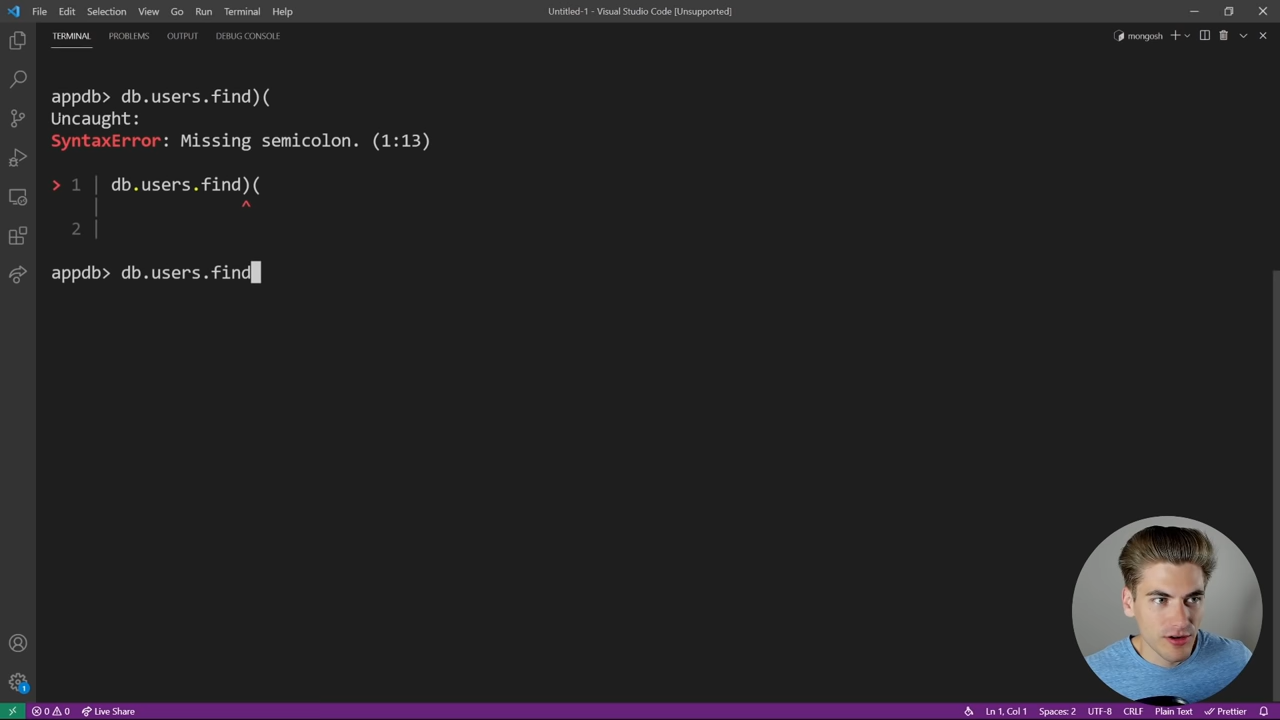 File Edit Selection View Go Run Terminal Help
Untitled-1 - Visual Studio Code [Unsupported]
TERMINAL PROBLEMS OUTPUT DEBUG CONSOLE
mongosh
appdb> db.users.find)(
Uncaught:
SyntaxError: Missing semicolon. (1:13)
> 1 | db.users.find)(
| ^
2 |
appdb> db.users.find
1
0 0 Live Share
Ln 1, Col 1 Spaces: 2 UTF-8 CRLF Plain Text Prettier